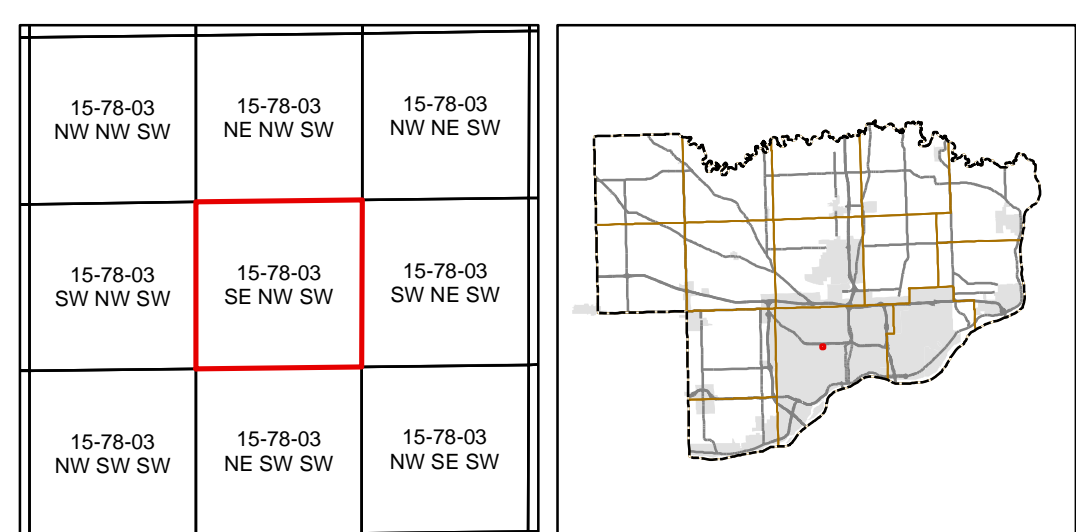 15-78-03
NW NW SW
15-78-03
NE NW SW
15-78-03
NW NE SW
15-78-03
SW NW SW
15-78-03
SE NW SW
15-78-03
SW NE SW
15-78-03
NW SW SW
15-78-03
NE SW SW
15-78-03
NW SE SW